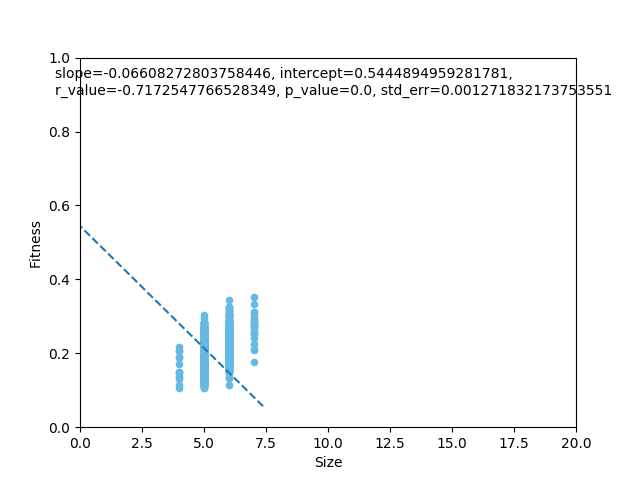 slope=-0.06608272803758446, intercept=0.5444894959281781,
r_value=-0.7172547766528349, p_value=0.0, std_err=0.001271832173753551
1.0
0.8
0.6
0.4
0.2
0.0
Fitness
0.0 2.5 5.0 7.5 10.0 12.5 15.0 17.5 20.0
Size